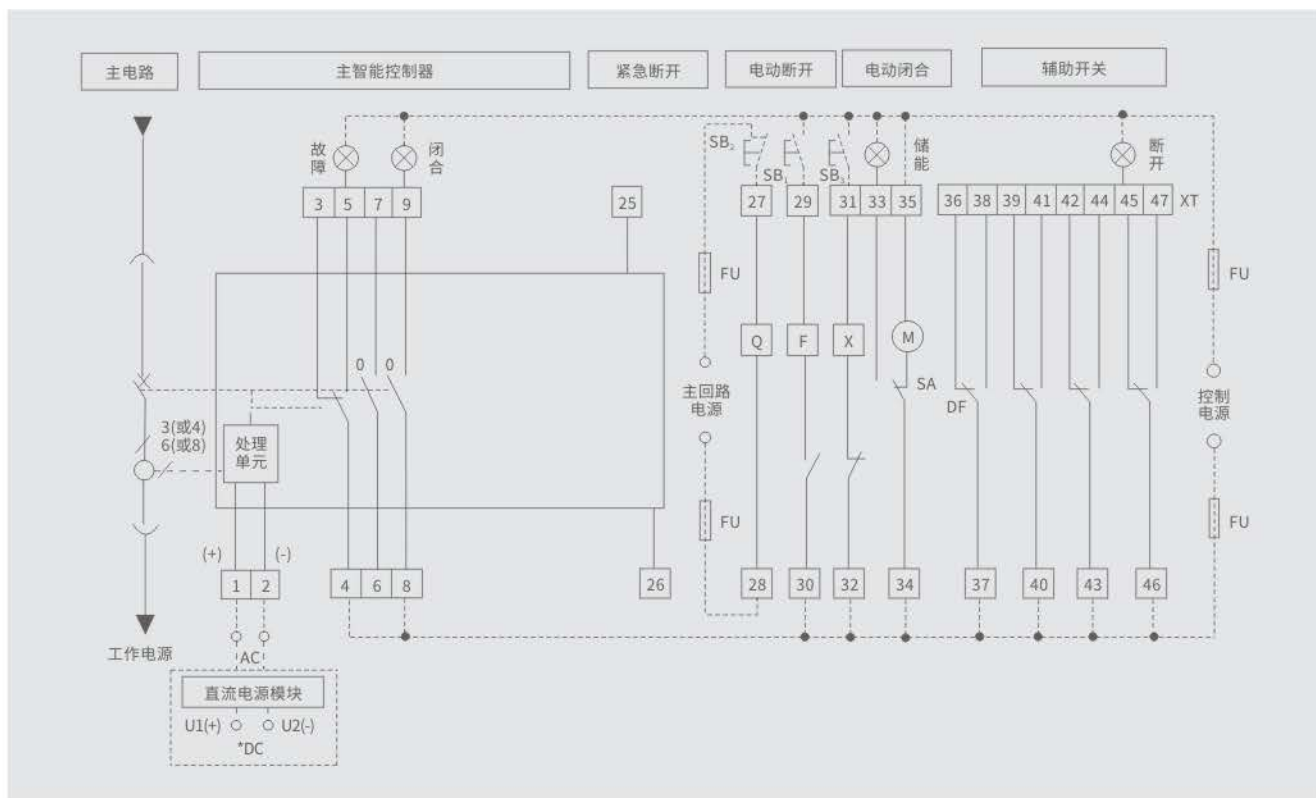 主电路
主智能控制器
紧急断开
电动断开
电动闭合
辅助开关
故障
闭合
SB₂
SB₁
SB₃
储能
断开
3 5 7 9
25
27
29
31 33 35
36 38 39 41 42 44 45 47 XT
FU
FU
Q
F
X
M
0 0
SA
DF
主回路
电源
控制
电源
3(或4)
6(或8)
处理
单元
FU
FU
(+)
(-)
1 2
4 6 8
26
28
30
32
34
37
40
43
46
工作电源
AC
直流电源模块
U1(+)
U2(-)
*DC